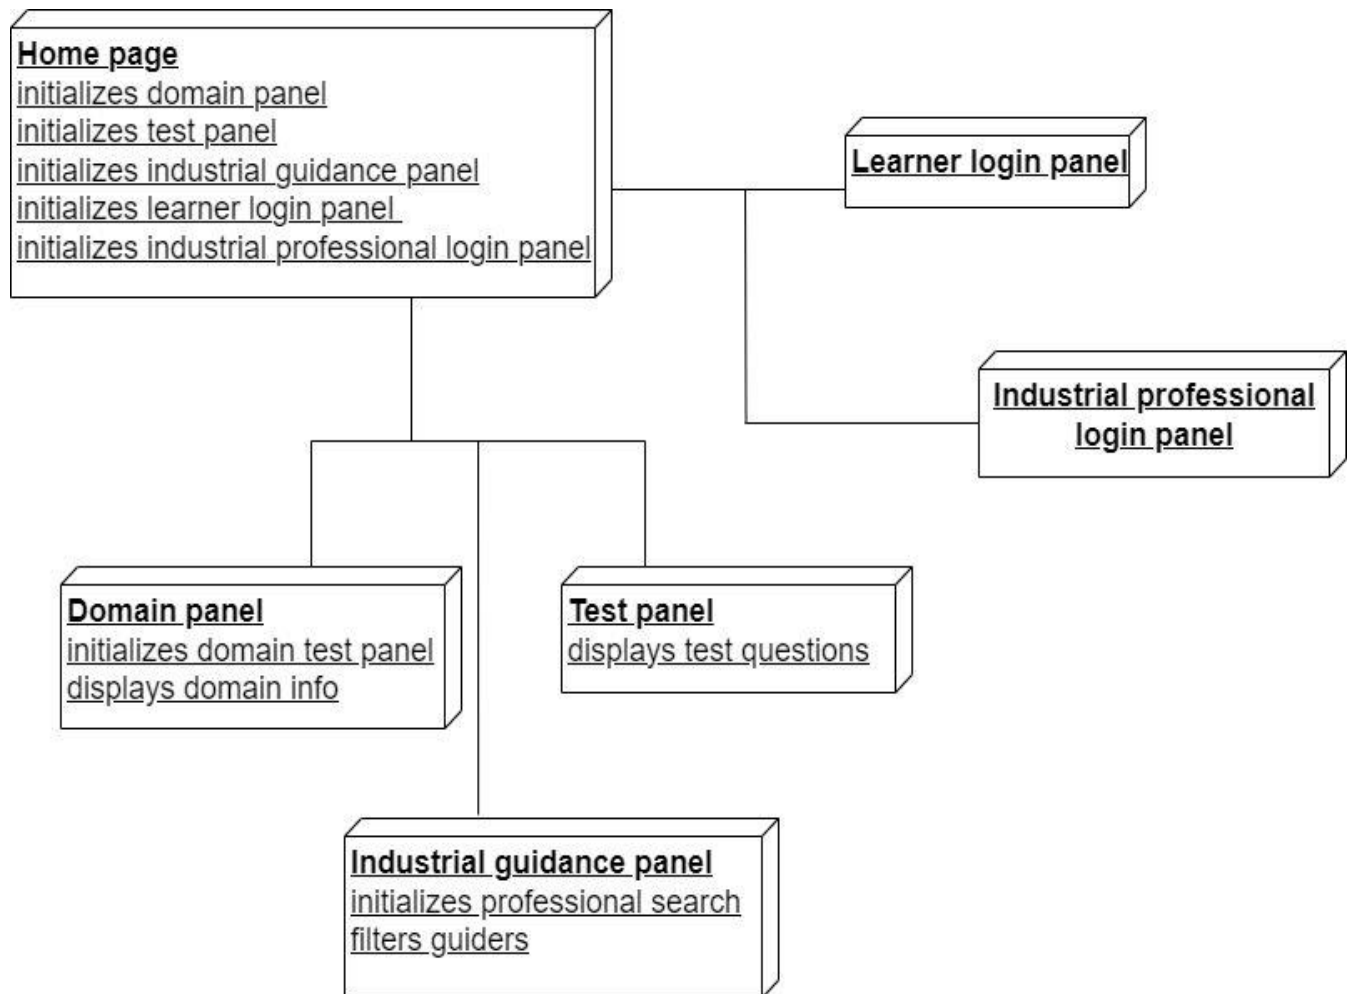 Home page
initializes domain panel
initializes test panel
initializes industrial guidance panel
initializes learner login panel
initializes industrial professional login panel
Learner login panel
Industrial professional
login panel
Domain panel
initializes domain test panel
displays domain info
Test panel
displays test questions
Industrial guidance panel
initializes professional search
filters guiders